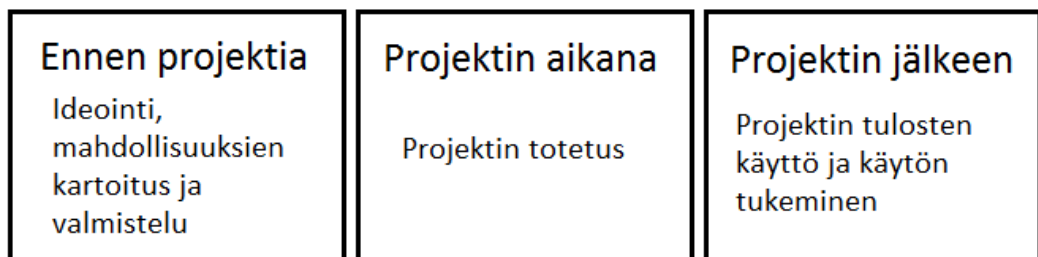 Ennen projektia
Ideointi,
mahdollisuuksien
kartoitus ja
valmistelu
Projektin aikana
Projektin totetus
Projektin jälkeen
Projektin tulosten
käyttö ja käytön
tukeminen